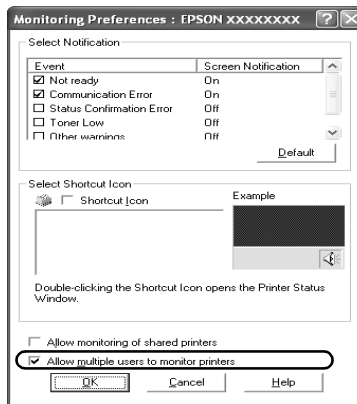 Monitoring Preferences : EPSON XXXXXXXX
Select Notification
Event Screen Notification
Not ready On
Communication Error On
Status Confirmation Error Off
Toner Low Off
Other warnings Off
Default
Select Shortcut Icon
Shortcut Icon
Example
Double-clicking the Shortcut Icon opens the Printer Status
Window.
Allow monitoring of shared printers
Allow multiple users to monitor printers
OK Cancel Help